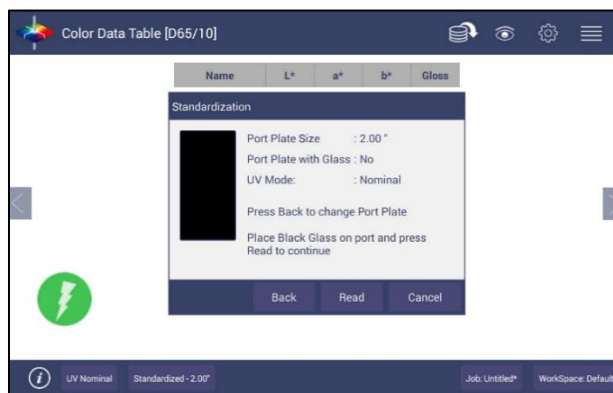 Color Data Table [D65/10]
Name L* a* b* Gloss
Standardization
Port Plate Size : 2.00 "
Port Plate with Glass : No
UV Mode: : Nominal
Press Back to change Port Plate
Place Black Glass on port and press
Read to continue
Back Read Cancel
i UV Nominal Standardized - 2.00" Job: Untitled* WorkSpace: Default